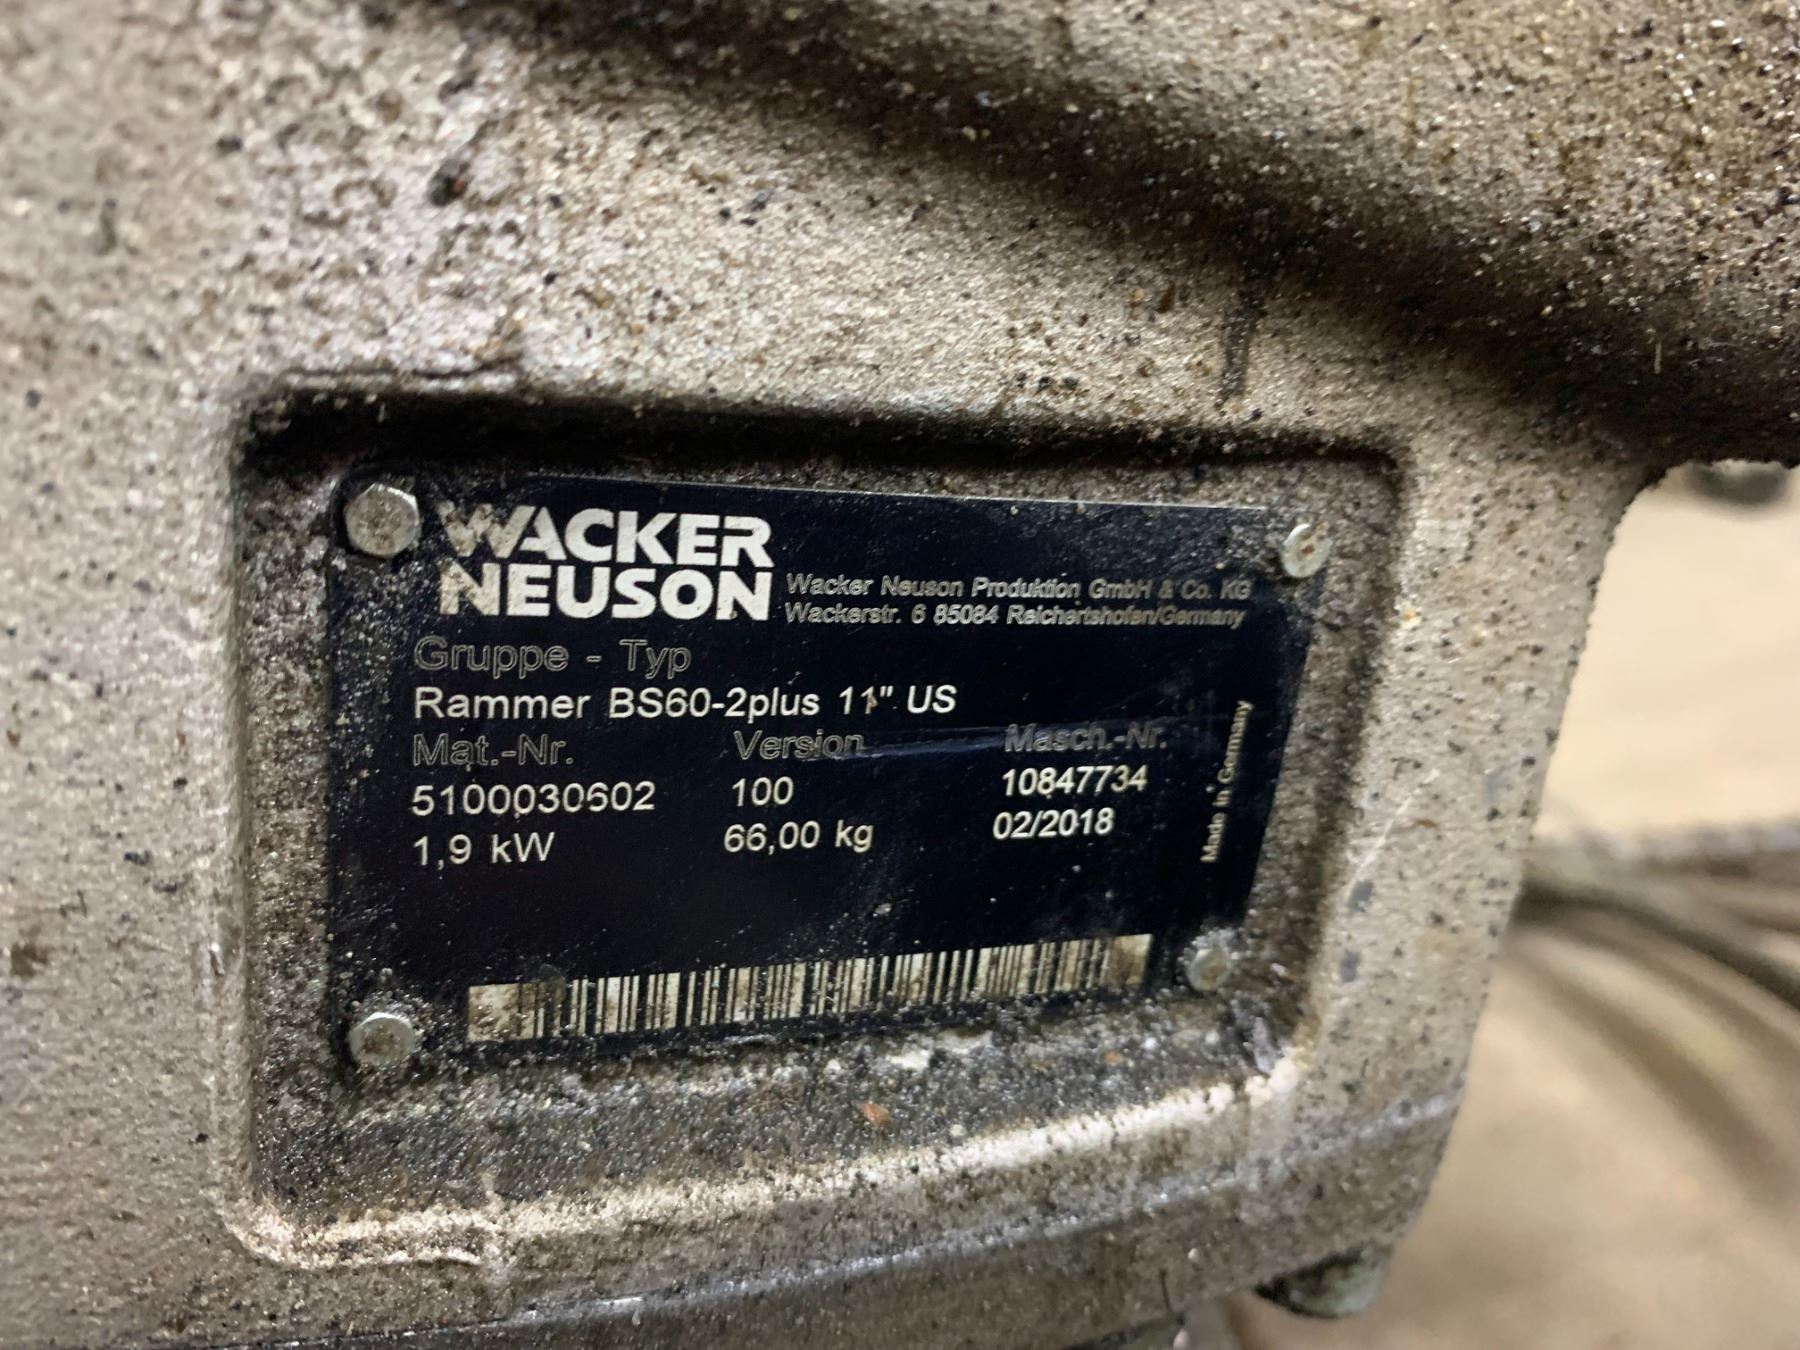 WACKER
NEUSON
Wacker Neuson Produktion GmbH & Co. KG
Wackerstr. 6 85084 Reichertshofen/Germany
Gruppe - Typ
Rammer BS60-2plus 11" US
Mat.-Nr. Version Masch.-Nr.
5100030602 100 10847734
1,9 kW 66,00 kg 02/2018
Made in Germany